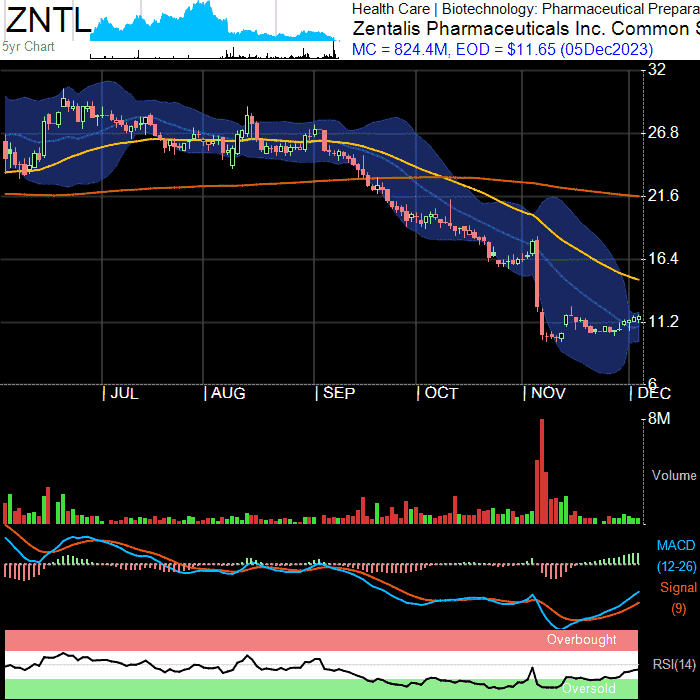 ZNTL
5yr Chart
Health Care | Biotechnology: Pharmaceutical Prepara
Zentalis Pharmaceuticals Inc. Common S
MC = 824.4M, EOD = $11.65 (05Dec2023)
32
26.8
21.6
16.4
11.2
6
JUL AUG SEP OCT NOV DEC
8M
Volume
MACD
(12-26)
Signal
(9)
Overbought
RSI(14)
Oversold